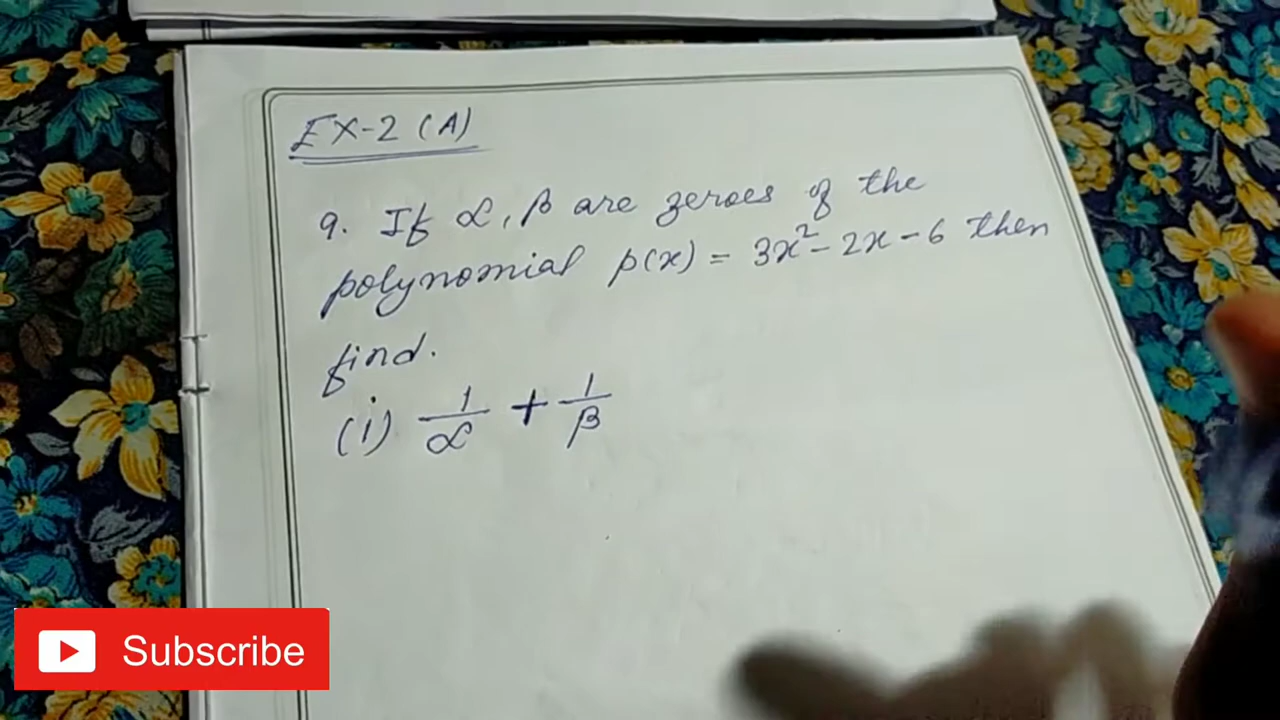 EX-2 (A)
9. If α, β are zeroes of the
polynomial p(x) = 3x² - 2x - 6 then
find.
(i) 1/α + 1/β
Subscribe